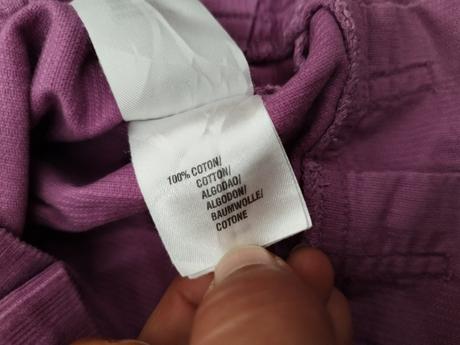 100% COTON/
COTTON/
ALGODAO/
ALGODON/
BAUMWOLLE/
COTONE